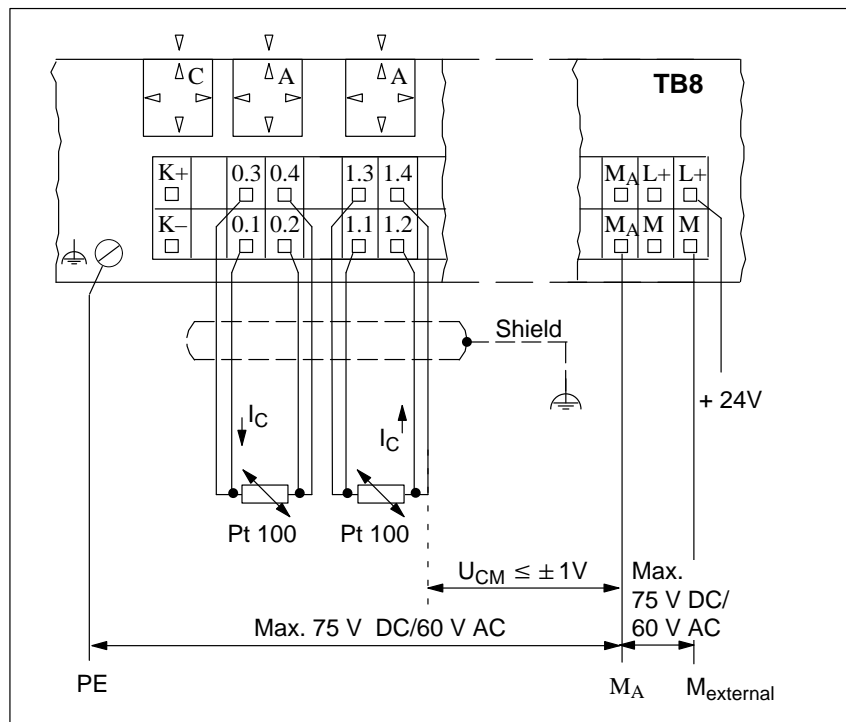 C A A TB8
K+ 0.3 0.4 1.3 1.4 MA L+ L+
K– 0.1 0.2 1.1 1.2 MA M M
Shield
+ 24V
IC IC
Pt 100 Pt 100
UCM ≤ ± 1V
Max.
75 V DC/
60 V AC
Max. 75 V DC/60 V AC
PE MA Mexternal